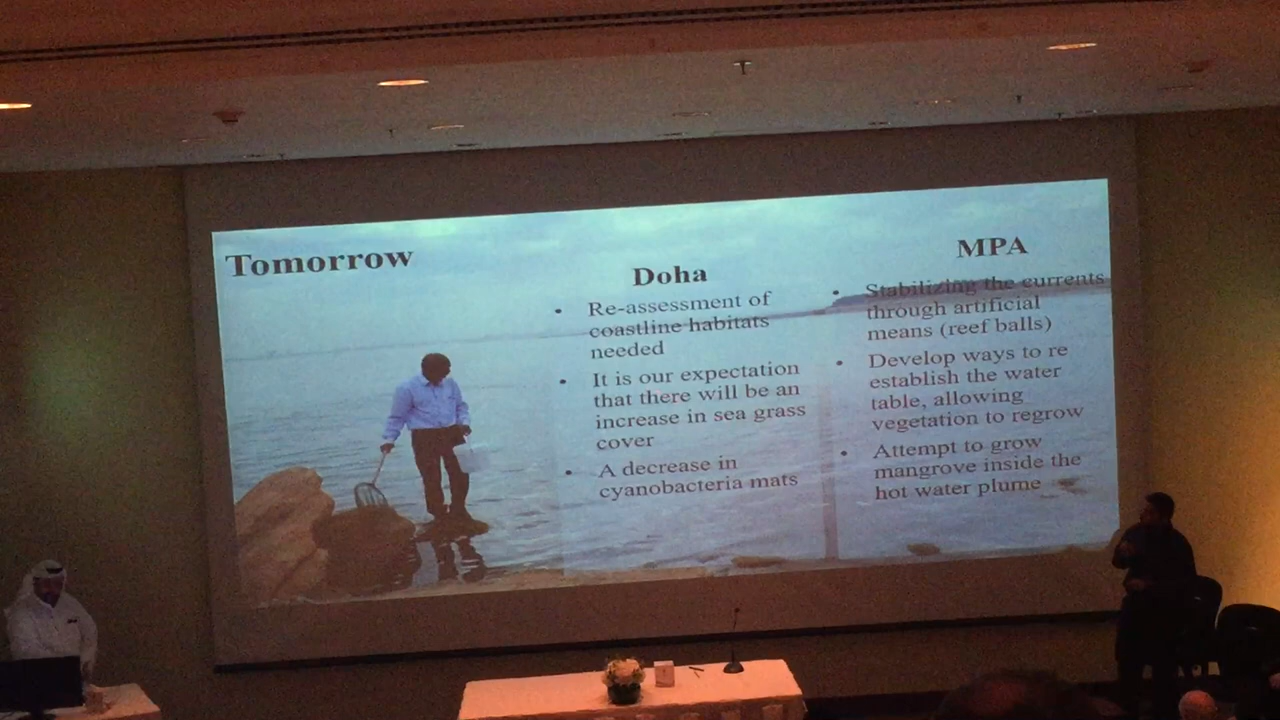 Tomorrow
Doha
• Re-assessment of
coastline habitats
needed
• It is our expectation
that there will be an
increase in sea grass
cover
• A decrease in
cyanobacteria mats
MPA
• Stabilizing the currents
through artificial
means (reef balls)
• Develop ways to re
establish the water
table, allowing
vegetation to regrow
• Attempt to grow
mangrove inside the
hot water plume